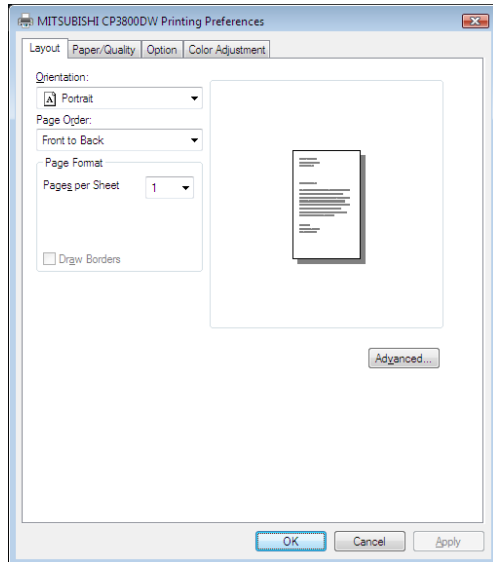 MITSUBISHI CP3800DW Printing Preferences
Layout Paper/Quality Option Color Adjustment
Orientation:
A Portrait
Page Order:
Front to Back
Page Format
Pages per Sheet 1
Draw Borders
Advanced...
OK Cancel Apply